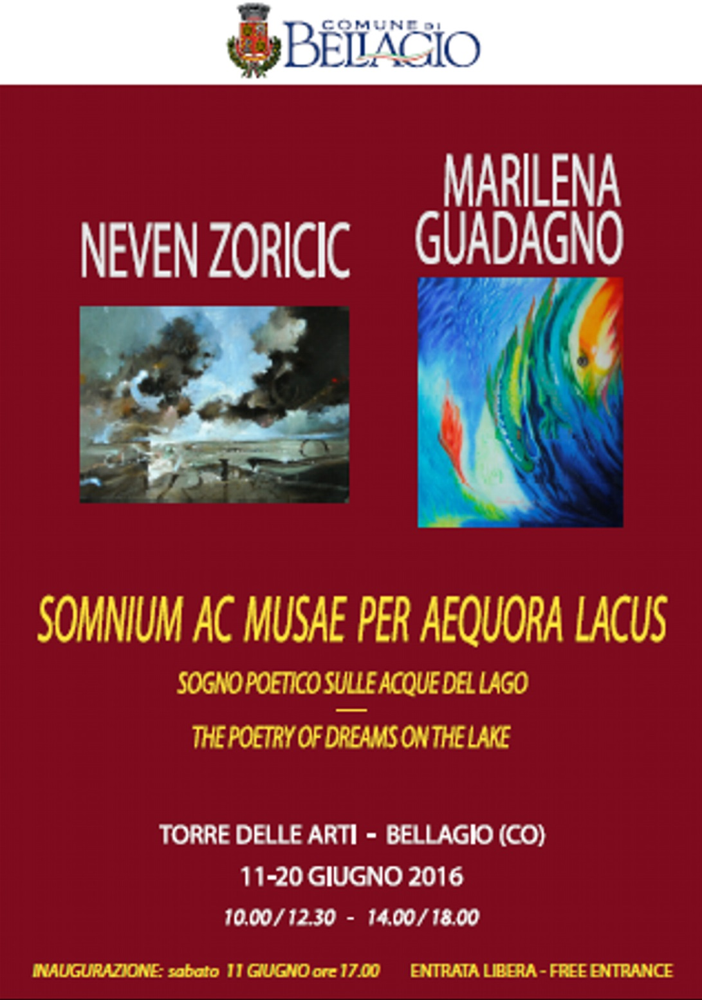 COMUNE DI
BELLAGIO
NEVEN ZORICIC
MARILENA
GUADAGNO
SOMNIUM AC MUSAE PER AEQUORA LACUS
SOGNO POETICO SULLE ACQUE DEL LAGO
THE POETRY OF DREAMS ON THE LAKE
TORRE DELLE ARTI - BELLAGIO (CO)
11-20 GIUGNO 2016
10.00 / 12.30 - 14.00 / 18.00
INAUGURAZIONE: sabato 11 GIUGNO ore 17.00 ENTRATA LIBERA - FREE ENTRANCE